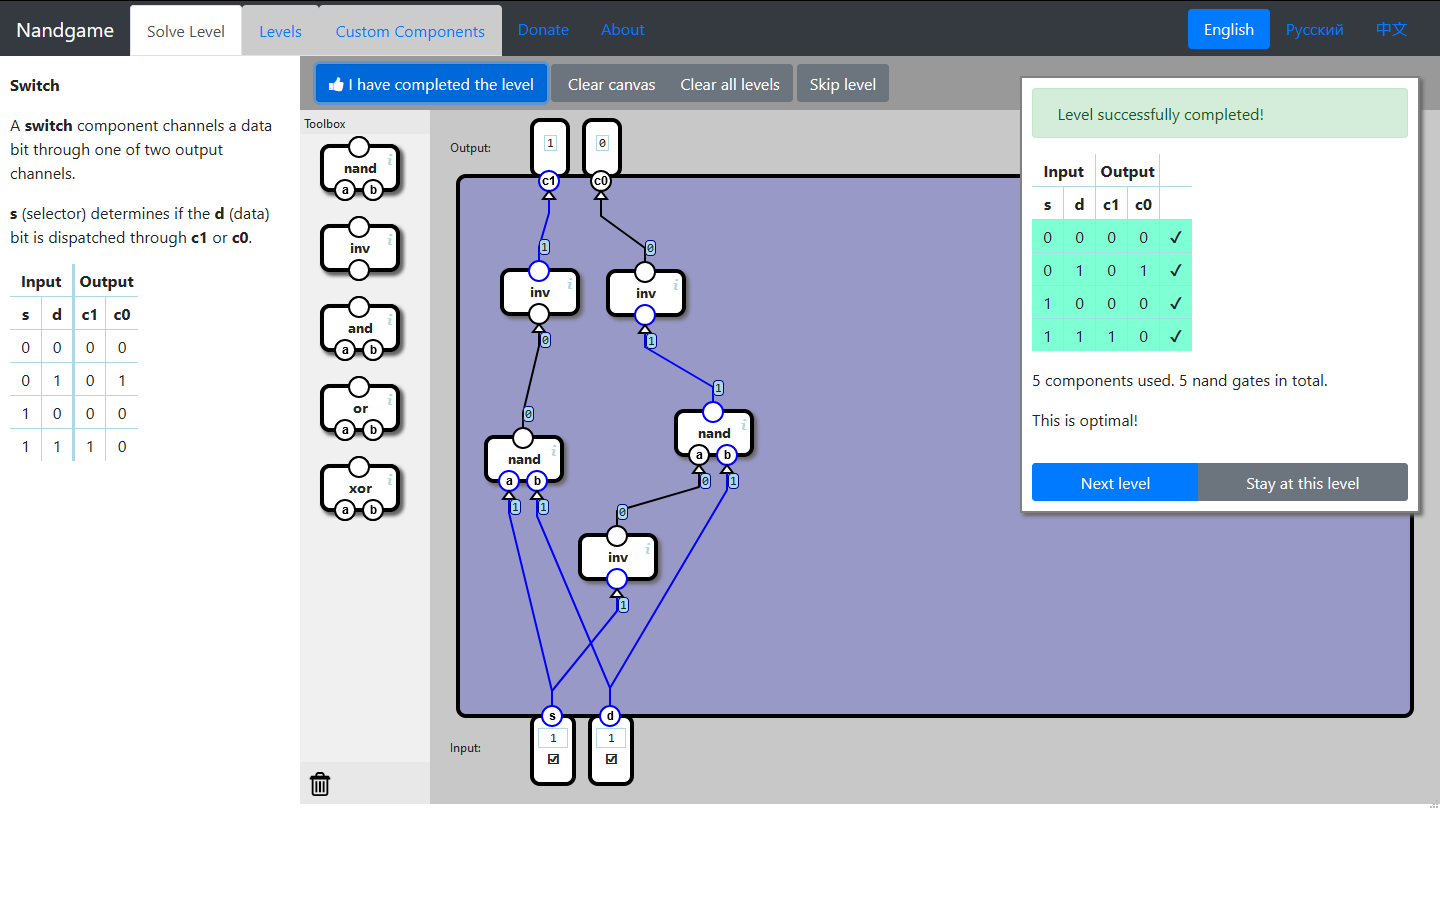 Nandgame Solve Level Levels Custom Components Donate About English Русский 中文
I have completed the level Clear canvas Clear all levels Skip level
Switch
A switch component channels a data
bit through one of two output
channels.
s (selector) determines if the d (data)
bit is dispatched through c1 or c0.
Input Output
s d c1 c0
0 0 0 0
0 1 0 1
1 0 0 0
1 1 1 0
Toolbox
nand
a b
inv
and
a b
or
a b
xor
a b
Output:
1 0
c1 c0
1 0
inv inv
0 1
1
0
nand
a b
0 1
nand
a b
1 1
0
inv
1
s d
Input:
1 1
Level successfully completed!
Input Output
s d c1 c0
0 0 0 0 ✓
0 1 0 1 ✓
1 0 0 0 ✓
1 1 1 0 ✓
5 components used. 5 nand gates in total.
This is optimal!
Next level Stay at this level